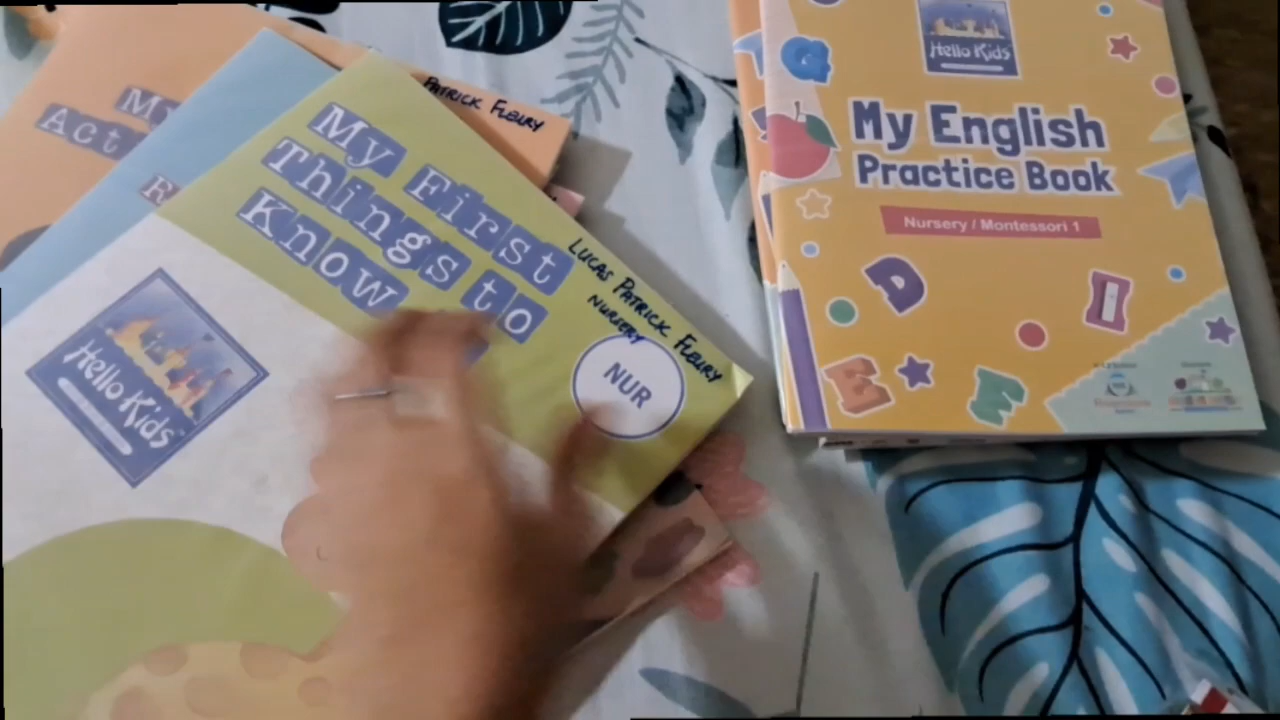 My
Act
R
PATRICK FLEURY
My First
Things to
Know
LUCAS PATRICK FLEURY
NURSERY
NUR
Hello Kids
Hello Kids
My English
Practice Book
Nursery / Montessori 1
G
D
E
M